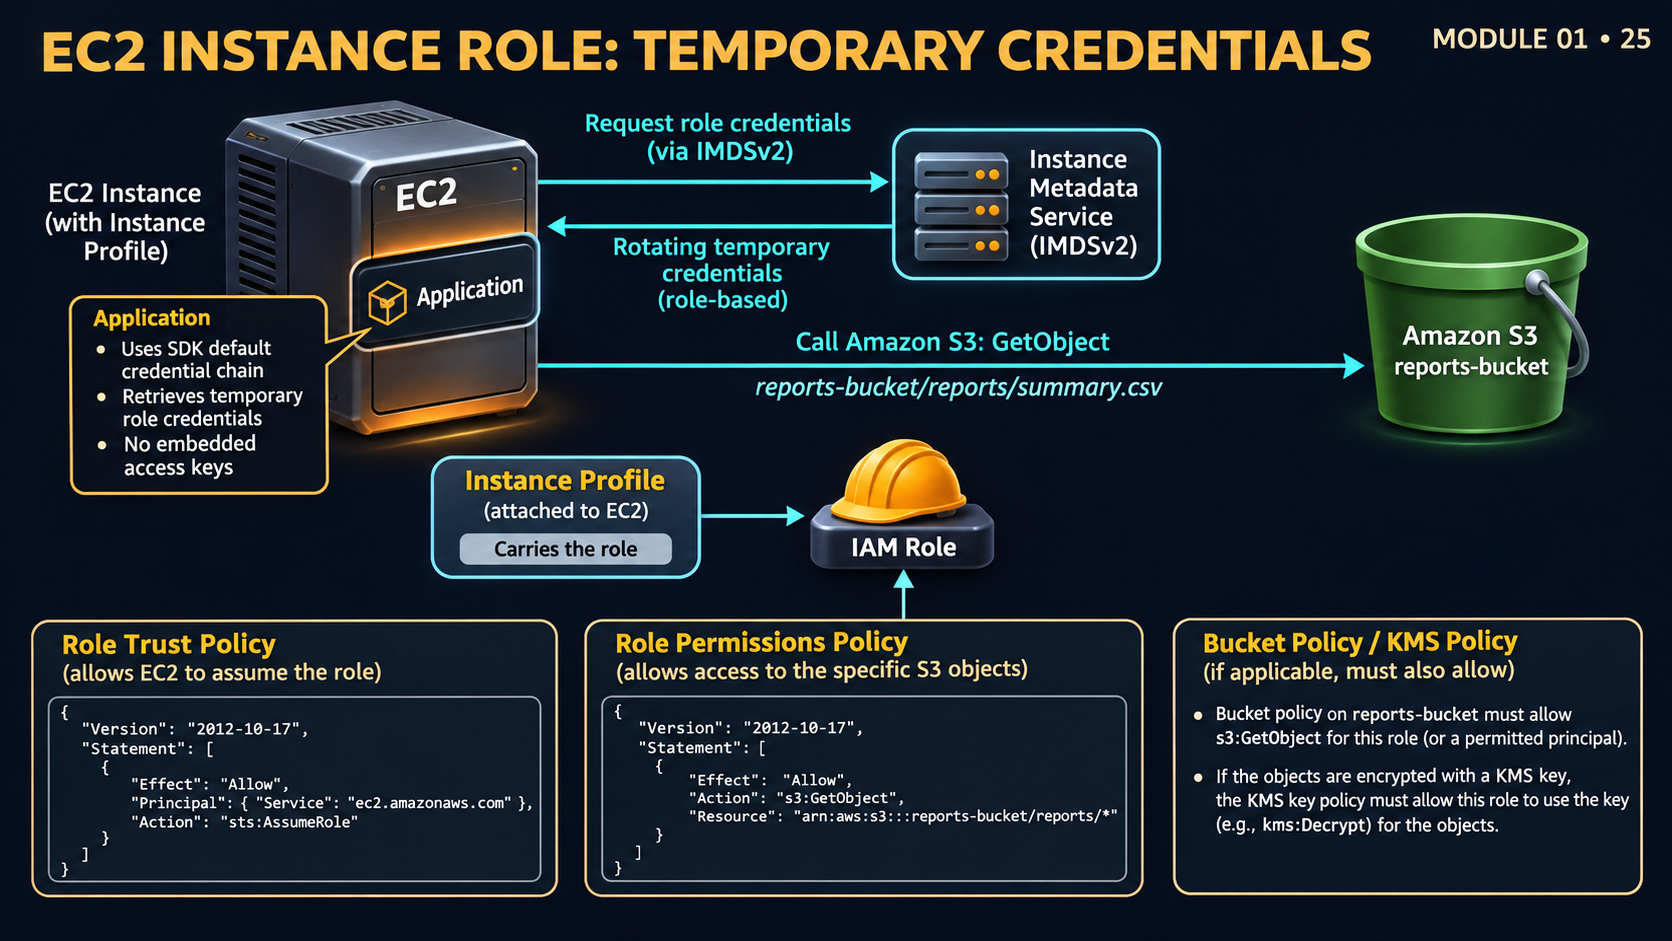 EC2 INSTANCE ROLE: TEMPORARY CREDENTIALS
MODULE 01 • 25
EC2 Instance
(with Instance
Profile)
EC2
Application
Application
• Uses SDK default
credential chain
• Retrieves temporary
role credentials
• No embedded
access keys
Request role credentials
(via IMDSv2)
Rotating temporary
credentials
(role-based)
Instance
Metadata
Service
(IMDSv2)
Call Amazon S3: GetObject
reports-bucket/reports/summary.csv
Amazon S3
reports-bucket
Instance Profile
(attached to EC2)
Carries the role
IAM Role
Role Trust Policy
(allows EC2 to assume the role)
{
"Version": "2012-10-17",
"Statement": [
{
"Effect": "Allow",
"Principal": { "Service": "ec2.amazonaws.com" },
"Action": "sts:AssumeRole"
}
]
}
Role Permissions Policy
(allows access to the specific S3 objects)
{
"Version": "2012-10-17",
"Statement": [
{
"Effect": "Allow",
"Action": "s3:GetObject",
"Resource": "arn:aws:s3:::reports-bucket/reports/*"
}
]
}
Bucket Policy / KMS Policy
(if applicable, must also allow)
• Bucket policy on reports-bucket must allow
s3:GetObject for this role (or a permitted principal).
• If the objects are encrypted with a KMS key,
the KMS key policy must allow this role to use the key
(e.g., kms:Decrypt) for the objects.